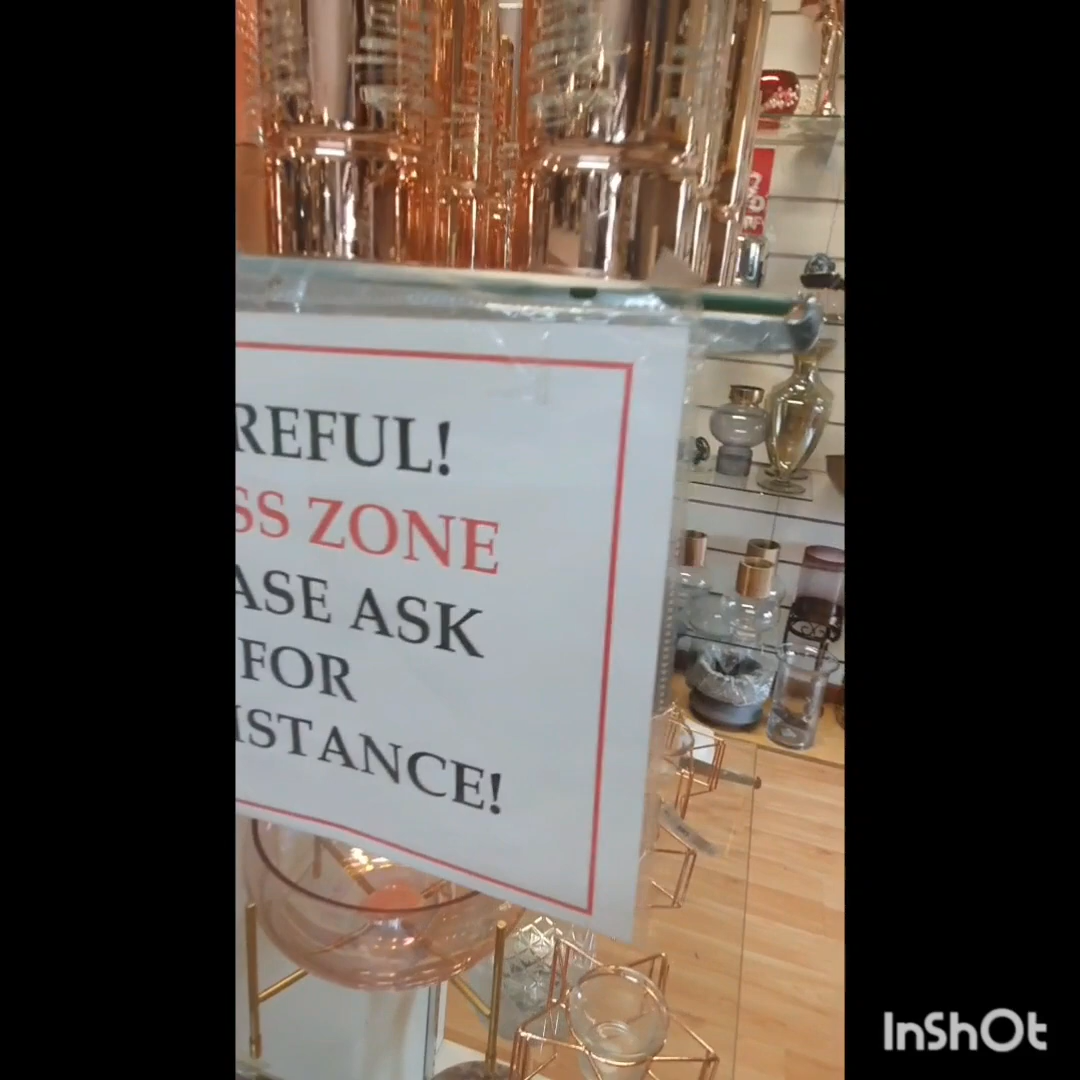 REFUL!
SS ZONE
ASE ASK
FOR
ISTANCE!
InShOt